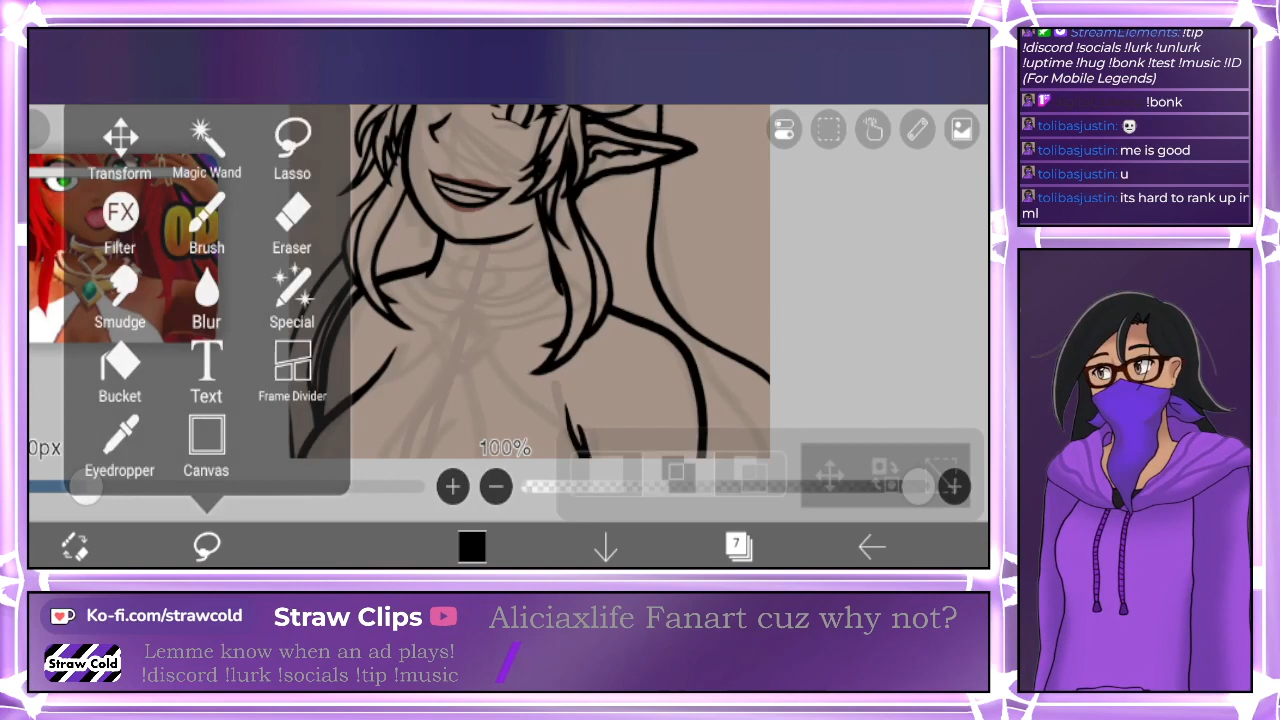 Transform
Magic Wand
Lasso
FX
Filter
Brush
Eraser
Smudge
Blur
Special
Bucket
T
Text
Frame Divider
Eyedropper
Canvas
0px
100%
7
StreamElements: !tip
!discord !socials !lurk !unlurk
!uptime !hug !bonk !test !music !ID
(For Mobile Legends)
!bonk
tolibasjustin:
tolibasjustin: me is good
tolibasjustin: u
tolibasjustin: its hard to rank up in
ml
Ko-fi.com/strawcold
Straw Clips
Aliciaxlife Fanart cuz why not?
Straw Cold
Lemme know when an ad plays!
!discord !lurk !socials !tip !music